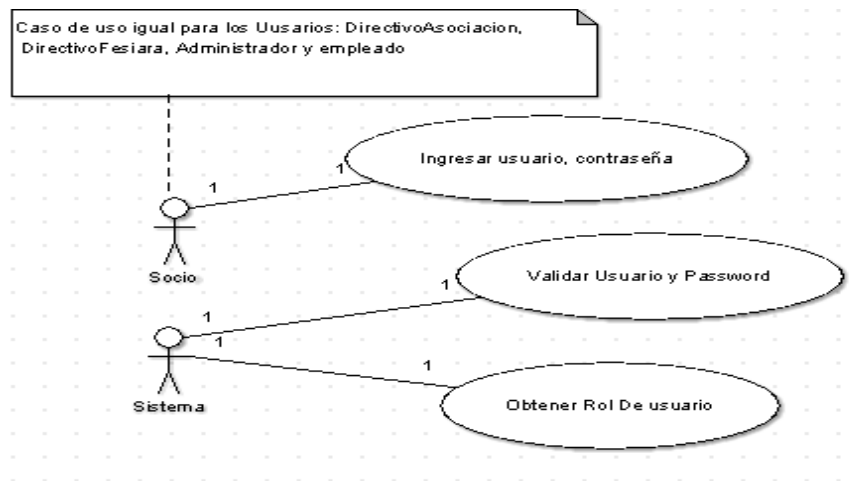 Caso de uso igual para los Uusarios: DirectivoAsociacion,
DirectivoFesiara, Administrador y empleado
Ingresar usuario, contraseña
1
1
Socio
Validar Usuario y Password
1
1
1
1
Sistema
Obtener Rol De usuario